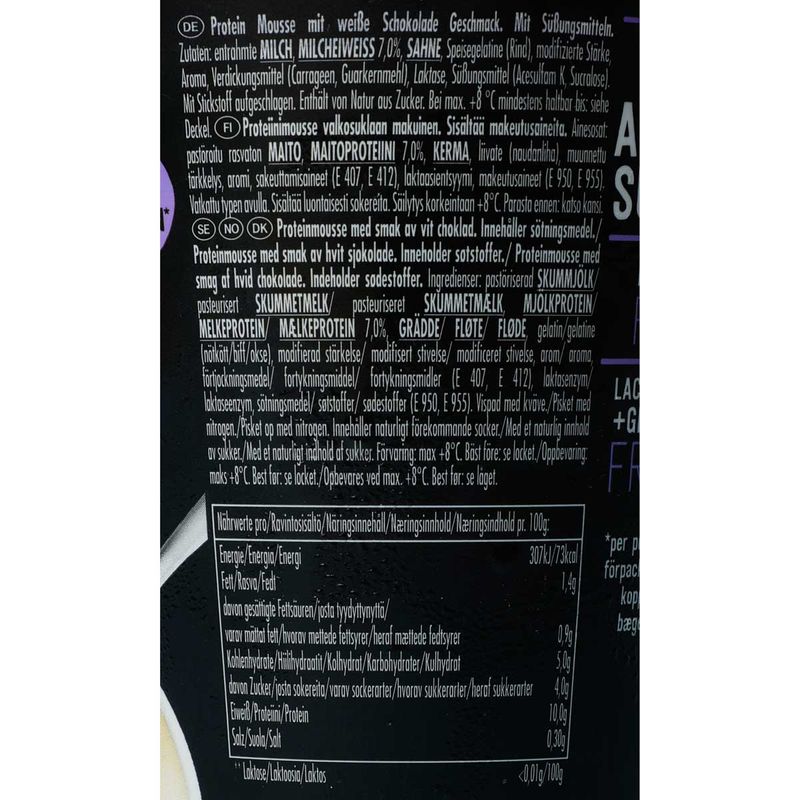 DE Protein Mousse mit weiße Schokolade Geschmack. Mit Süßungsmitteln.
Zutaten: entrahmte MILCH, MILCHEIWEISS 7,0%, SAHNE, Speisegelatine (Rind), modifizierte Stärke,
Aroma, Verdickungsmittel (Carrageen, Guarkernmehl), Laktase, Süßungsmittel (Acesulfam K, Sucralose).
Mit Stickstoff aufgeschlagen. Enthält von Natur aus Zucker. Bei max. +8 °C mindestens haltbar bis: siehe
Deckel. FI Proteiinimousse valkosuklaan makuinen. Sisältää makeutusaineita. Ainesosat:
pastöroitu rasvaton MAITO, MAITOPROTEIINI 7,0%, KERMA, liivate (naudanliha), muunnettu
tärkkelys, aromi, sakeuttamisaineet (E 407, E 412), laktaasientsyymi, makeutusaineet (E 950, E 955).
Vatkattu typen avulla. Sisältää luontaisesti sokereita. Säilytys korkeintaan +8°C. Parasta ennen: katso kansi.
SE NO DK Proteinmousse med smak av vit choklad. Innehåller sötningsmedel./
Proteinmousse med smak av hvit sjokolade. Inneholder søtstoffer./ Proteinmousse med
smag af hvid chokolade. Indeholder sødestoffer. Ingredienser: pastöriserad SKUMMJÖLK/
pasteurisert SKUMMETMELK/ pasteuriseret SKUMMETMÆLK, MJÖLKPROTEIN/
MELKEPROTEIN/ MÆLKEPROTEIN 7,0%, GRÄDDE/ FLØTE/ FLØDE, gelatin/gelatine
(nötkött/biff/okse), modifierad stärkelse/ modifisert stivelse/ modificeret stivelse, arom/ aroma,
förtjockningsmedel/ fortykningsmiddel/ fortykningsmidler (E 407, E 412), laktasenzym/
laktaseenzym, sötningsmedel/ søtstoffer/ sødestoffer (E 950, E 955). Vispad med kväve./Pisket med
nitrogen./Pisket op med nitrogen. Innehåller naturligt förekommande socker./Med et naturlig innhold
av sukker./Med et naturligt indhold af sukker. Förvaring: max +8°C. Bäst före: se locket./Oppbevaring:
maks +8°C. Best før: se locket./Opbevares ved max. +8°C. Best før: se låget.
Nährwerte pro/Ravintosisältö/Näringsinnehåll/Næringsinnhold/Næringsindhold pr. 100g:
Energie/Energia/Energi 307kJ/73kcal
Fett/Rasva/Fedt 1,4g
davon gesättigte Fettsäuren/josta tyydyttynyttä/
varav mättat fett/hvorav mettede fettsyrer/heraf mættede fedtsyrer 0,9g
Kohlenhydrate/Hiilihydraatit/Kolhydrat/Karbohydrater/Kulhydrat 5,0g
davon Zucker/josta sokereita/varav sockerarter/hvorav sukkerarter/heraf sukkerarter 4,0g
Eiweiß/Proteiini/Protein 10,0g
Salz/Suola/Salt 0,30g
** Laktose/Laktoosia/Laktos <0,01g/100g
A
S
LAC
+G
FR
*per p
förpac
kop
bæge